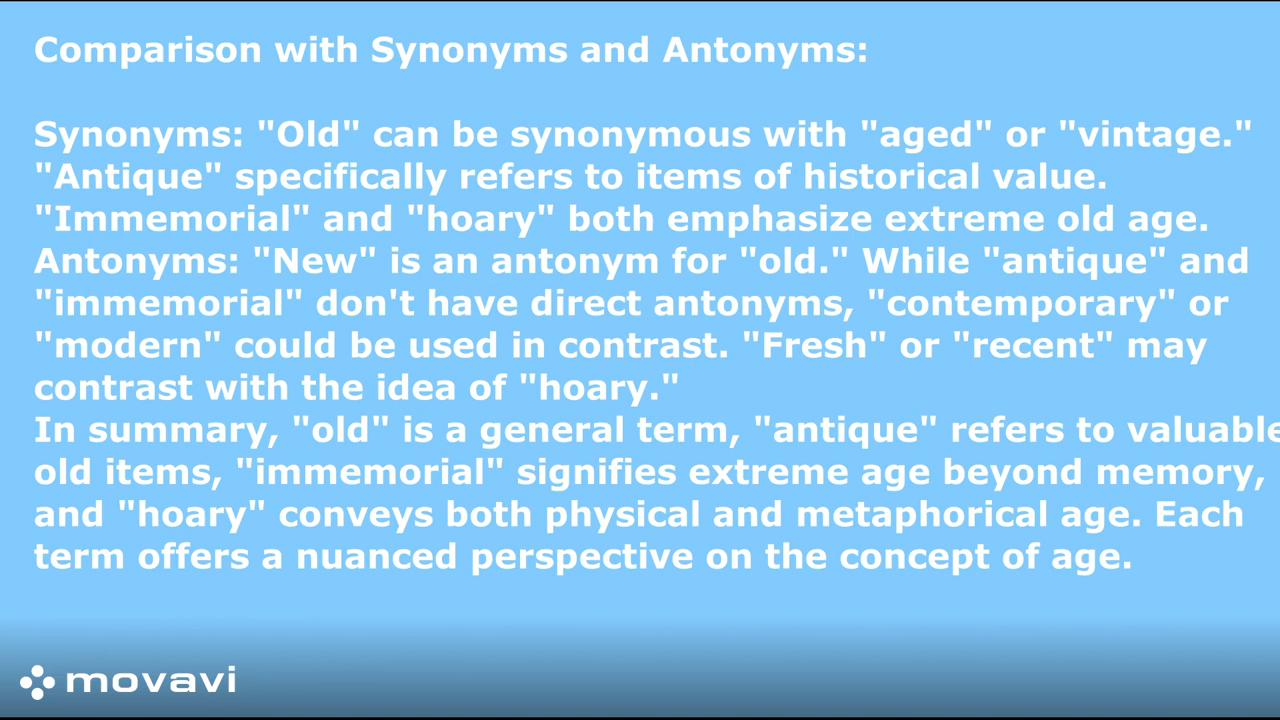 Comparison with Synonyms and Antonyms:
Synonyms: "Old" can be synonymous with "aged" or "vintage."
"Antique" specifically refers to items of historical value.
"Immemorial" and "hoary" both emphasize extreme old age.
Antonyms: "New" is an antonym for "old." While "antique" and
"immemorial" don't have direct antonyms, "contemporary" or
"modern" could be used in contrast. "Fresh" or "recent" may
contrast with the idea of "hoary."
In summary, "old" is a general term, "antique" refers to valuable
old items, "immemorial" signifies extreme age beyond memory,
and "hoary" conveys both physical and metaphorical age. Each
term offers a nuanced perspective on the concept of age.
movavi